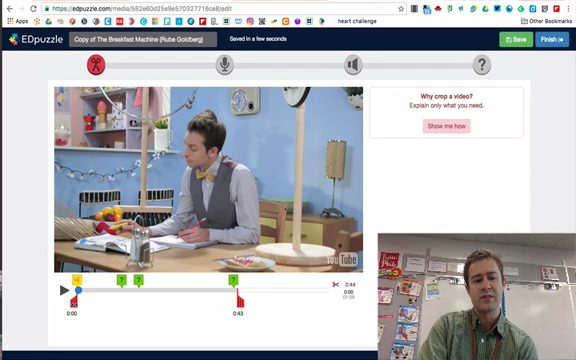 https://edpuzzle.com/media/582e60d25e9e570327716ce8/edit
Apps
heart challenge
Other Bookmarks
EDpuzzle
Copy of The Breakfast Machine (Rube Goldberg)
Saved in a few seconds
Save
Finish
?
Why crop a video?
Explain only what you need.
Show me how
YouTube
? ? ?
0:44
0:00
1:08
0:00
0:43